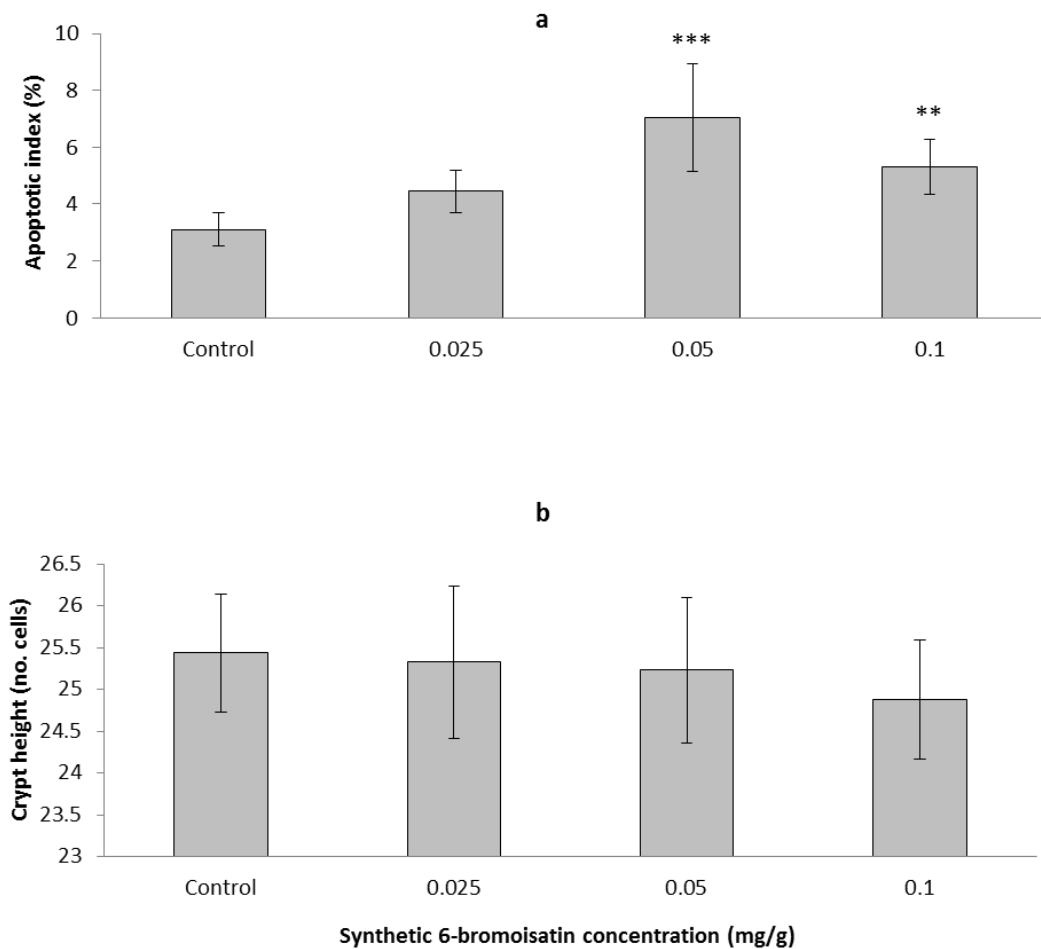 a
Apoptotic index (%)
10
8
6
4
2
0
***
**
Control 0.025 0.05 0.1
b
Crypt height (no. cells)
26.5
26
25.5
25
24.5
24
23.5
23
Control 0.025 0.05 0.1
Synthetic 6-bromoisatin concentration (mg/g)